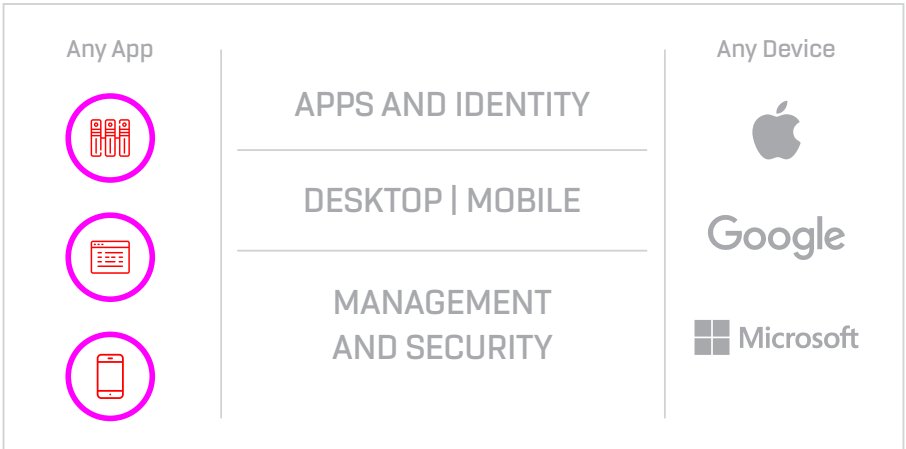 Any App
APPS AND IDENTITY
DESKTOP | MOBILE
MANAGEMENT
AND SECURITY
Any Device
Google
Microsoft